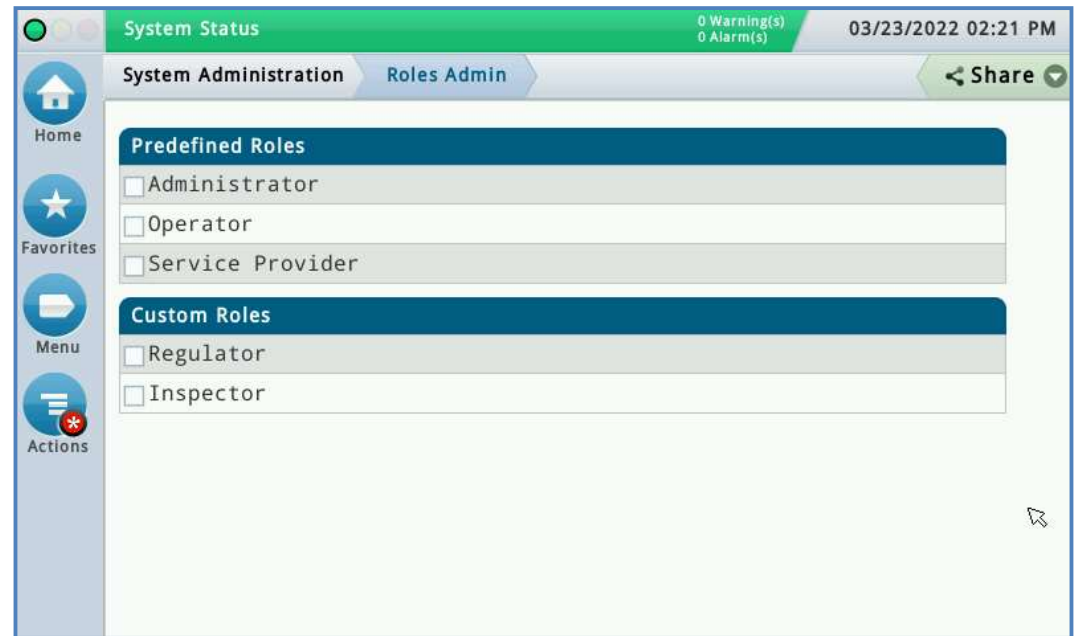 System Status
0 Warning(s)
0 Alarm(s)
03/23/2022 02:21 PM
System Administration
Roles Admin
Share
Home
Favorites
Menu
Actions
Predefined Roles
Administrator
Operator
Service Provider
Custom Roles
Regulator
Inspector